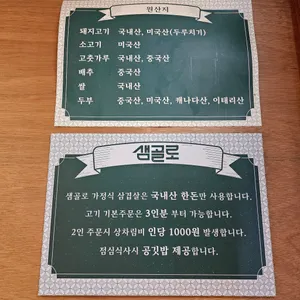 원산지
돼지고기 국내산, 미국산(두루치기)
소고기 미국산
고춧가루 국내산, 중국산
배추 중국산
쌀 국내산
두부 중국산, 미국산, 캐나다산, 이태리산
샘골로
샘골로 가정식 삼겹살은 국내산 한돈만 사용합니다.
고기 기본주문은 3인분 부터 가능합니다.
2인 주문시 상차림비 인당 1000원 발생합니다.
점심식사시 공깃밥 제공합니다.